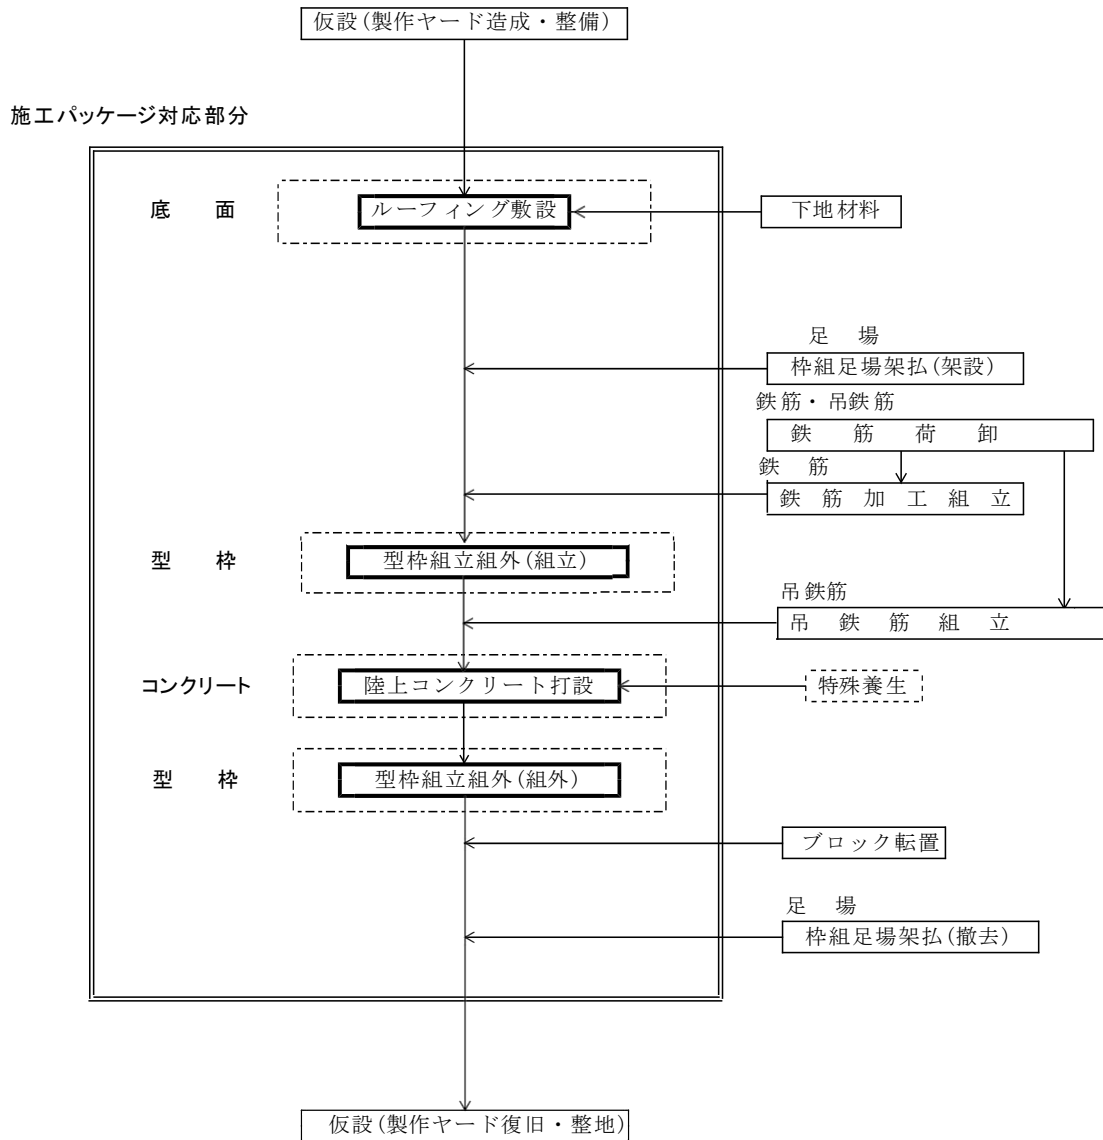 仮設(製作ヤード造成・整備)
施工パッケージ対応部分
底 面
ルーフィング敷設
下地材料
足 場
枠組足場架払(架設)
鉄筋・吊鉄筋
鉄 筋 荷 卸
鉄 筋
鉄 筋 加 工 組 立
型 枠
型枠組立組外(組立)
吊鉄筋
吊 鉄 筋 組 立
コンクリート
陸上コンクリート打設
特殊養生
型 枠
型枠組立組外(組外)
ブロック転置
足 場
枠組足場架払(撤去)
仮設(製作ヤード復旧・整地)